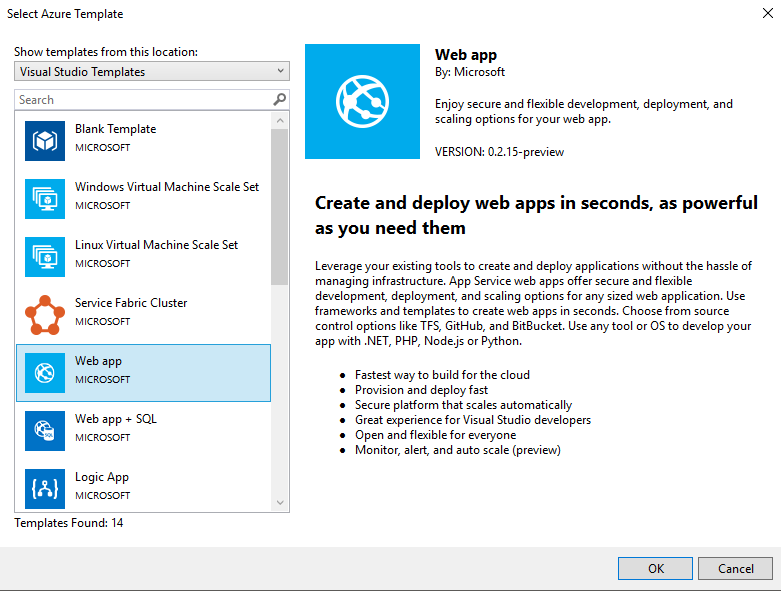 Select Azure Template
Show templates from this location:
Visual Studio Templates
Search
Blank Template
MICROSOFT
Windows Virtual Machine Scale Set
MICROSOFT
Linux Virtual Machine Scale Set
MICROSOFT
Service Fabric Cluster
MICROSOFT
Web app
MICROSOFT
Web app + SQL
MICROSOFT
Logic App
MICROSOFT
Templates Found: 14
Web app
By: Microsoft
Enjoy secure and flexible development, deployment, and
scaling options for your web app.
VERSION: 0.2.15-preview
Create and deploy web apps in seconds, as powerful
as you need them
Leverage your existing tools to create and deploy applications without the hassle of
managing infrastructure. App Service web apps offer secure and flexible
development, deployment, and scaling options for any sized web application. Use
frameworks and templates to create web apps in seconds. Choose from source
control options like TFS, GitHub, and BitBucket. Use any tool or OS to develop your
app with .NET, PHP, Node.js or Python.
• Fastest way to build for the cloud
• Provision and deploy fast
• Secure platform that scales automatically
• Great experience for Visual Studio developers
• Open and flexible for everyone
• Monitor, alert, and auto scale (preview)
OK
Cancel